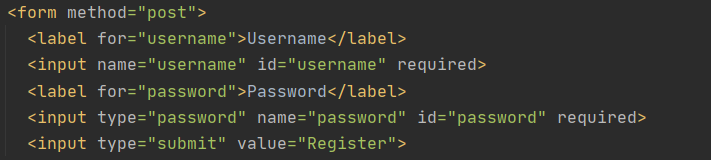 <form method="post">
<label for="username">Username</label>
<input name="username" id="username" required>
<label for="password">Password</label>
<input type="password" name="password" id="password" required>
<input type="submit" value="Register">